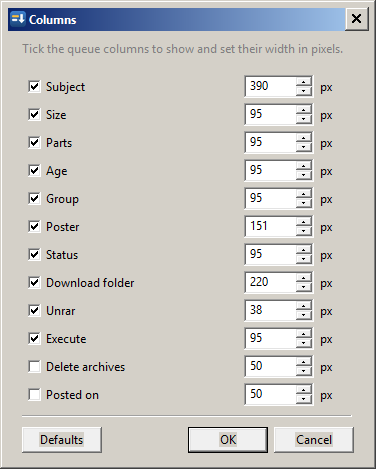 Columns
Tick the queue columns to show and set their width in pixels.
Subject 390 px
Size 95 px
Parts 95 px
Age 95 px
Group 95 px
Poster 151 px
Status 95 px
Download folder 220 px
Unrar 38 px
Execute 95 px
Delete archives 50 px
Posted on 50 px
Defaults OK Cancel